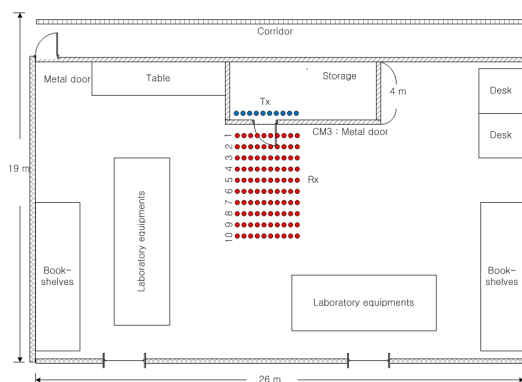 Corridor
Metal door
Table
Storage
Tx
4 m
Desk
CM3 : Metal door
Desk
1
2
3
4
5
6
7
8
9
10
Rx
19 m
Laboratory equipments
Book-
shelves
Laboratory equipments
Book-
shelves
26 m